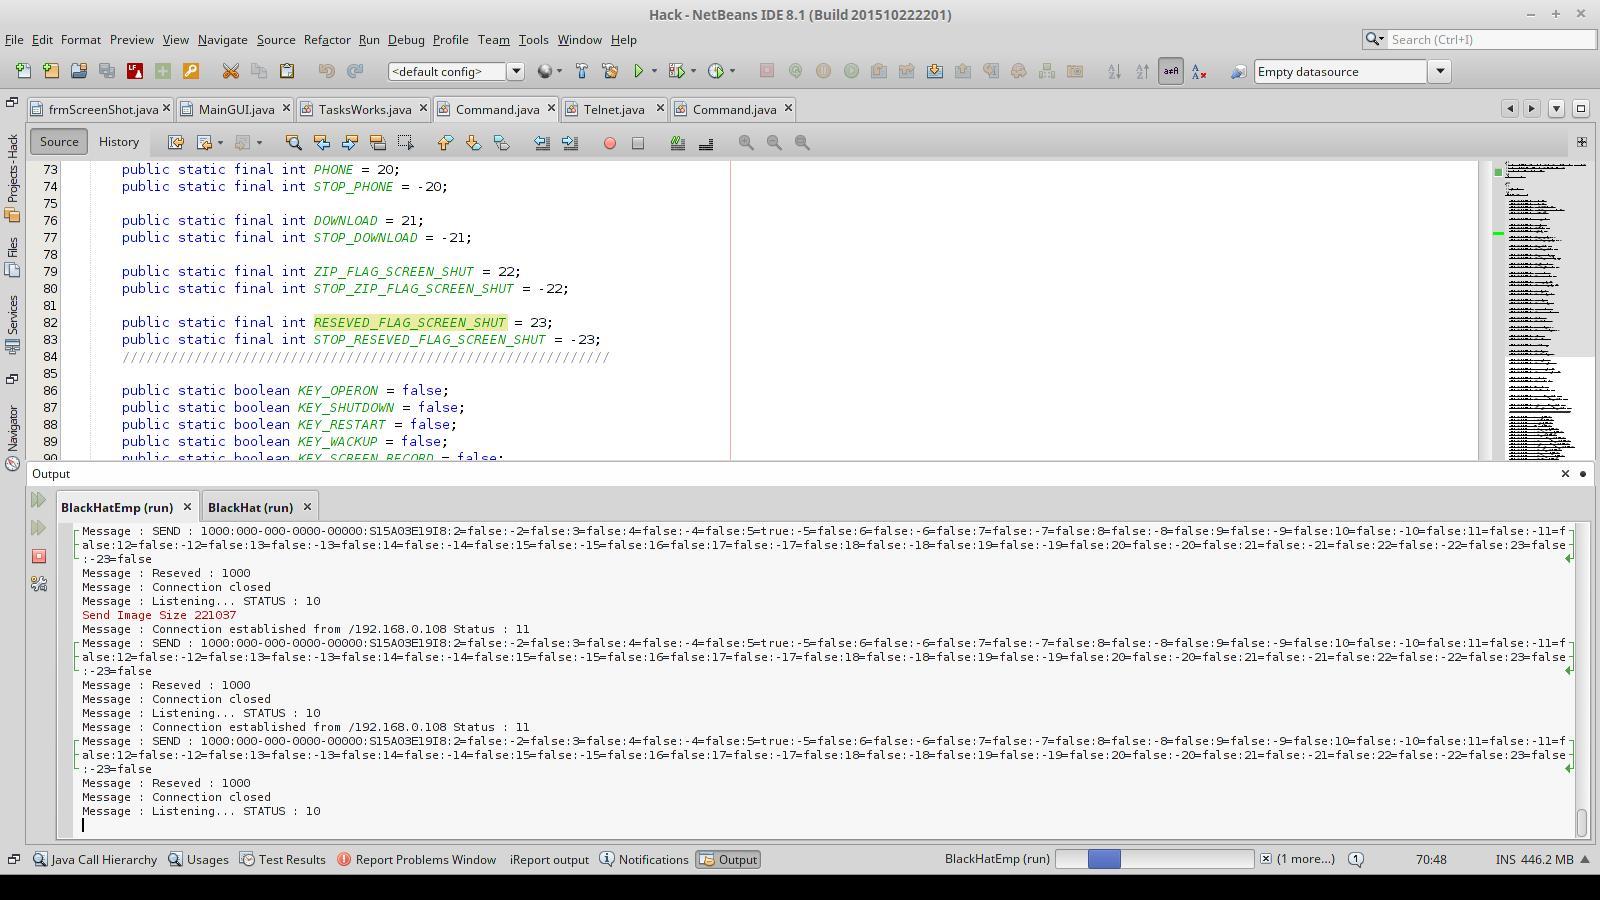 Hack - NetBeans IDE 8.1 (Build 201510222201)
File Edit Format Preview View Navigate Source Refactor Run Debug Profile Team Tools Window Help
Search (Ctrl+I)
<default config>
Empty datasource
frmScreenShot.java MainGUI.java TasksWorks.java Command.java Telnet.java Command.java
Source History
Projects - Hack
Files
Services
Navigator
73 public static final int PHONE = 20;
74 public static final int STOP_PHONE = -20;
75
76 public static final int DOWNLOAD = 21;
77 public static final int STOP_DOWNLOAD = -21;
78
79 public static final int ZIP_FLAG_SCREEN_SHUT = 22;
80 public static final int STOP_ZIP_FLAG_SCREEN_SHUT = -22;
81
82 public static final int RESEVED_FLAG_SCREEN_SHUT = 23;
83 public static final int STOP_RESEVED_FLAG_SCREEN_SHUT = -23;
84 /////////////////////////////////////////////////////////////
85
86 public static boolean KEY_OPERON = false;
87 public static boolean KEY_SHUTDOWN = false;
88 public static boolean KEY_RESTART = false;
89 public static boolean KEY_WACKUP = false;
90 public static boolean KEY_SCREEN_RECORD = false;
Output
BlackHatEmp (run) BlackHat (run)
Message : SEND : 1000:000-000-0000-00000:S15A03E19I8:2=false:-2=false:3=false:4=false:-4=false:5=true:-5=false:6=false:-6=false:7=false:-7=false:8=false:-8=false:9=false:-9=false:10=false:-10=false:11=false:-11=f
alse:12=false:-12=false:13=false:-13=false:14=false:-14=false:15=false:-15=false:16=false:17=false:-17=false:18=false:-18=false:19=false:-19=false:20=false:-20=false:21=false:-21=false:22=false:-22=false:23=false
:-23=false
Message : Reseved : 1000
Message : Connection closed
Message : Listening... STATUS : 10
Send Image Size 221037
Message : Connection established from /192.168.0.108 Status : 11
Message : SEND : 1000:000-000-0000-00000:S15A03E19I8:2=false:-2=false:3=false:4=false:-4=false:5=true:-5=false:6=false:-6=false:7=false:-7=false:8=false:-8=false:9=false:-9=false:10=false:-10=false:11=false:-11=f
alse:12=false:-12=false:13=false:-13=false:14=false:-14=false:15=false:-15=false:16=false:17=false:-17=false:18=false:-18=false:19=false:-19=false:20=false:-20=false:21=false:-21=false:22=false:-22=false:23=false
:-23=false
Message : Reseved : 1000
Message : Connection closed
Message : Listening... STATUS : 10
Message : Connection established from /192.168.0.108 Status : 11
Message : SEND : 1000:000-000-0000-00000:S15A03E19I8:2=false:-2=false:3=false:4=false:-4=false:5=true:-5=false:6=false:-6=false:7=false:-7=false:8=false:-8=false:9=false:-9=false:10=false:-10=false:11=false:-11=f
alse:12=false:-12=false:13=false:-13=false:14=false:-14=false:15=false:-15=false:16=false:17=false:-17=false:18=false:-18=false:19=false:-19=false:20=false:-20=false:21=false:-21=false:22=false:-22=false:23=false
:-23=false
Message : Reseved : 1000
Message : Connection closed
Message : Listening... STATUS : 10
Java Call Hierarchy Usages Test Results Report Problems Window iReport output Notifications Output BlackHatEmp (run) (1 more...) 1 70:48 INS 446.2 MB